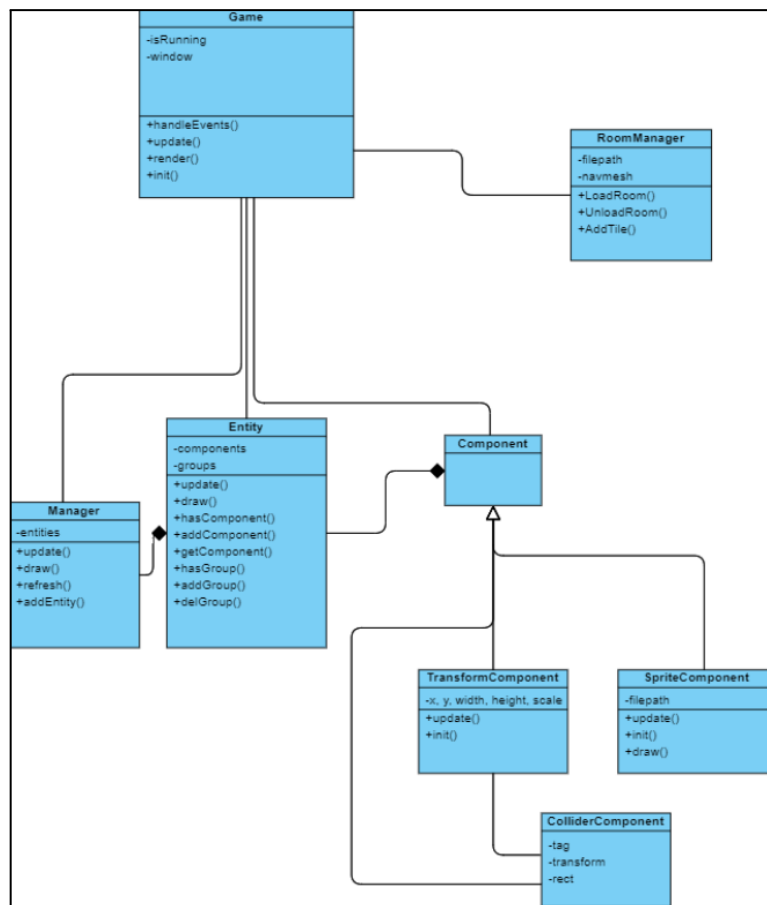 Game
-isRunning
-window
+handleEvents()
+update()
+render()
+init()
RoomManager
-filepath
-navmesh
+LoadRoom()
+UnloadRoom()
+AddTile()
Entity
-components
-groups
+update()
+draw()
+hasComponent()
+addComponent()
+getComponent()
+hasGroup()
+addGroup()
+delGroup()
Component
Manager
-entities
+update()
+draw()
+refresh()
+addEntity()
TransformComponent
-x, y, width, height, scale
+update()
+init()
SpriteComponent
-filepath
+update()
+init()
+draw()
ColliderComponent
-tag
-transform
-rect